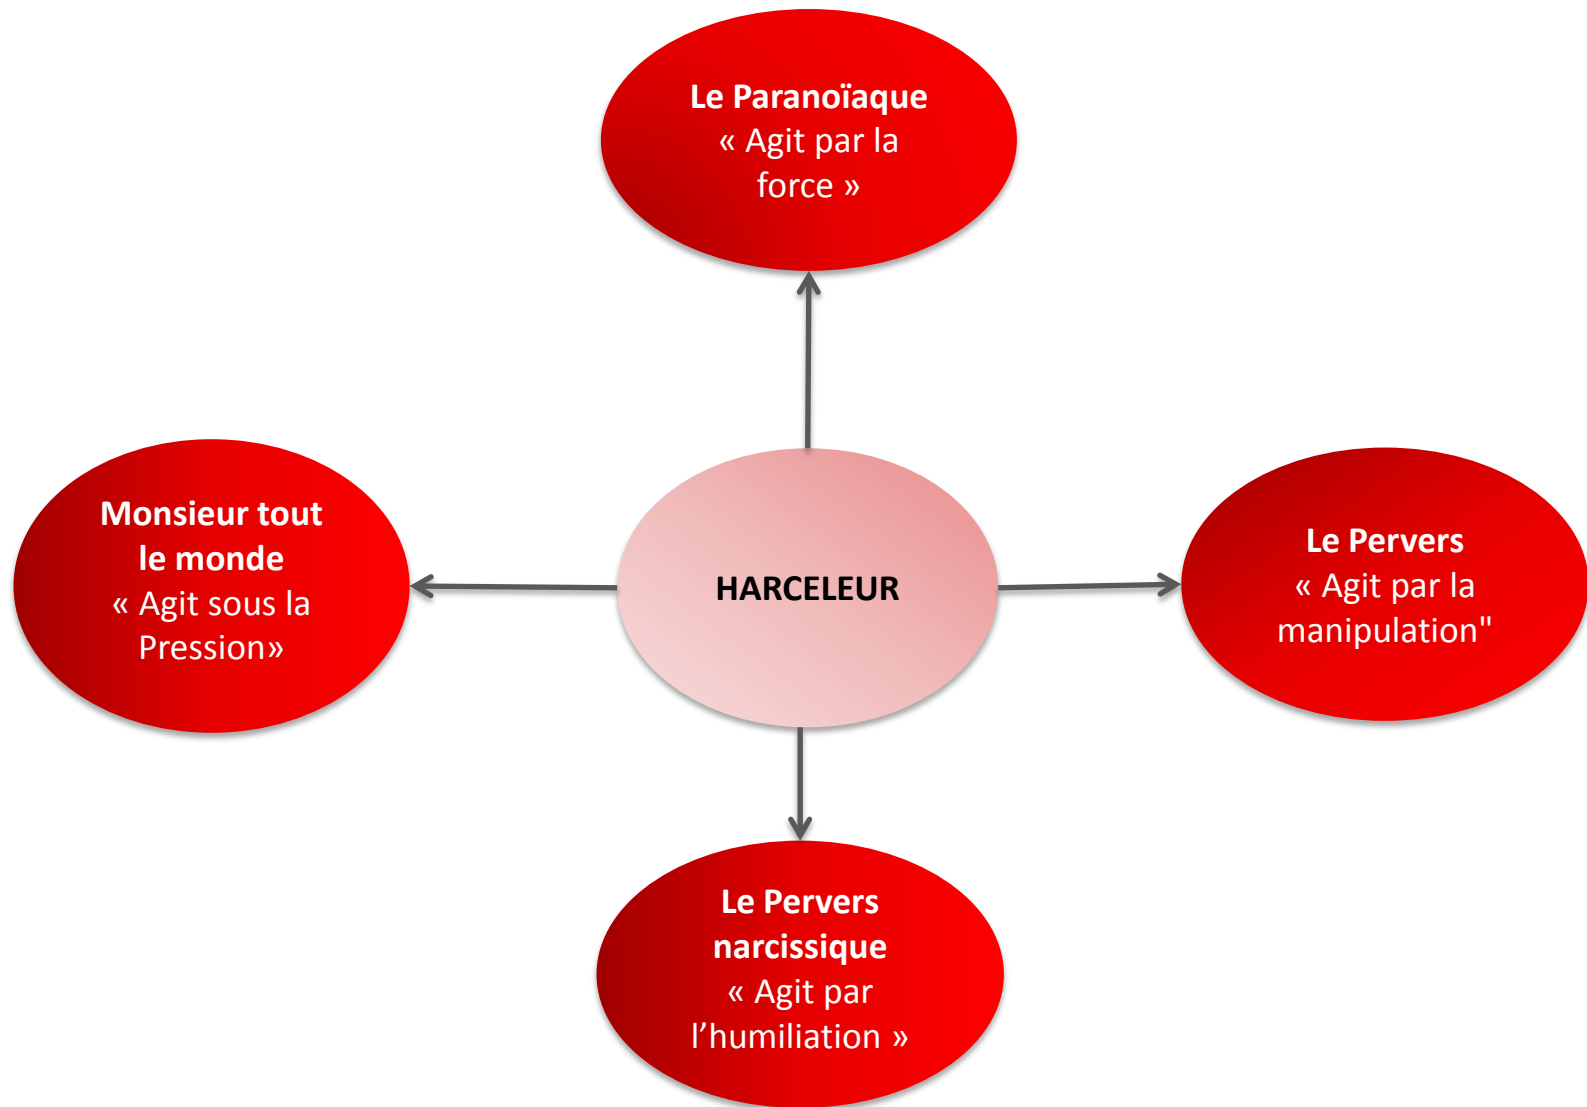 Le Paranoïaque
« Agit par la
force »
Monsieur tout
le monde
« Agit sous la
Pression»
HARCELEUR
Le Pervers
« Agit par la
manipulation"
Le Pervers
narcissique
« Agit par
l’humiliation »